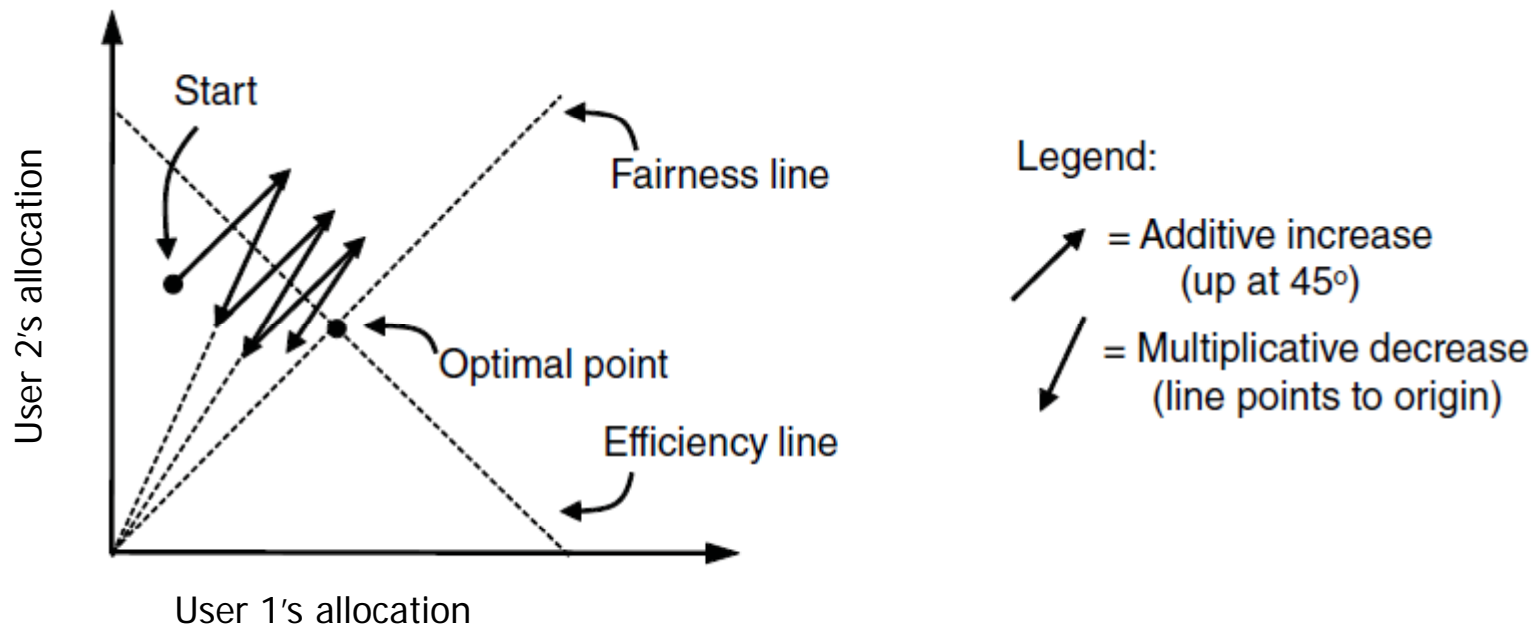 Start
Fairness line
Optimal point
Efficiency line
User 2's allocation
User 1's allocation
Legend:
= Additive increase
(up at 45º)
= Multiplicative decrease
(line points to origin)